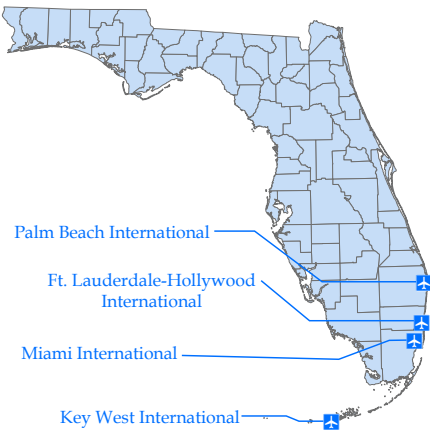 Palm Beach International
Ft. Lauderdale-Hollywood
International
Miami International
Key West International